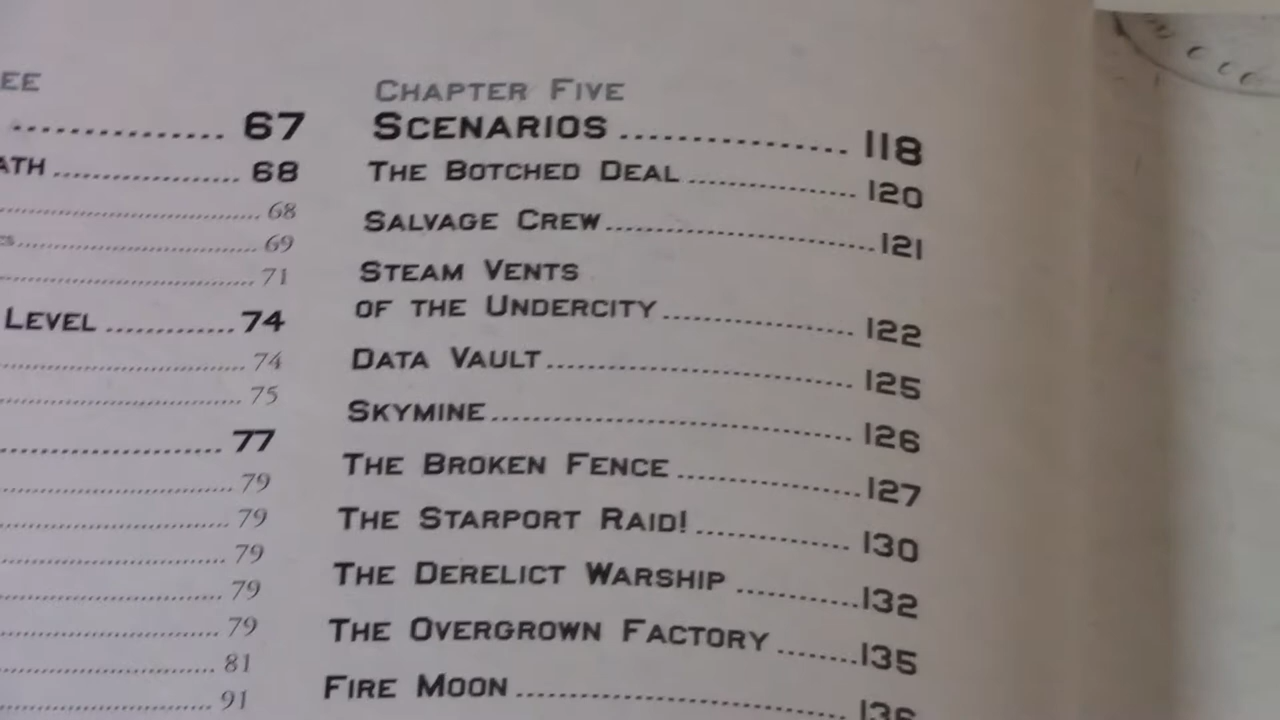 EE
.................. 67
ATH .................. 68
.................. 68
.................. 69
.................. 71
LEVEL ............ 74
.................. 74
.................. 75
.................. 77
.................. 79
.................. 79
.................. 79
.................. 79
.................. 79
.................. 81
.................. 91
CHAPTER FIVE
SCENARIOS .................. 118
THE BOTCHED DEAL .................. 120
SALVAGE CREW .................. 121
STEAM VENTS
OF THE UNDERCITY .................. 122
DATA VAULT .................. 125
SKYMINE .................. 126
THE BROKEN FENCE .................. 127
THE STARPORT RAID! .................. 130
THE DERELICT WARSHIP .................. 132
THE OVERGROWN FACTORY ........ 135
FIRE MOON .................. 136